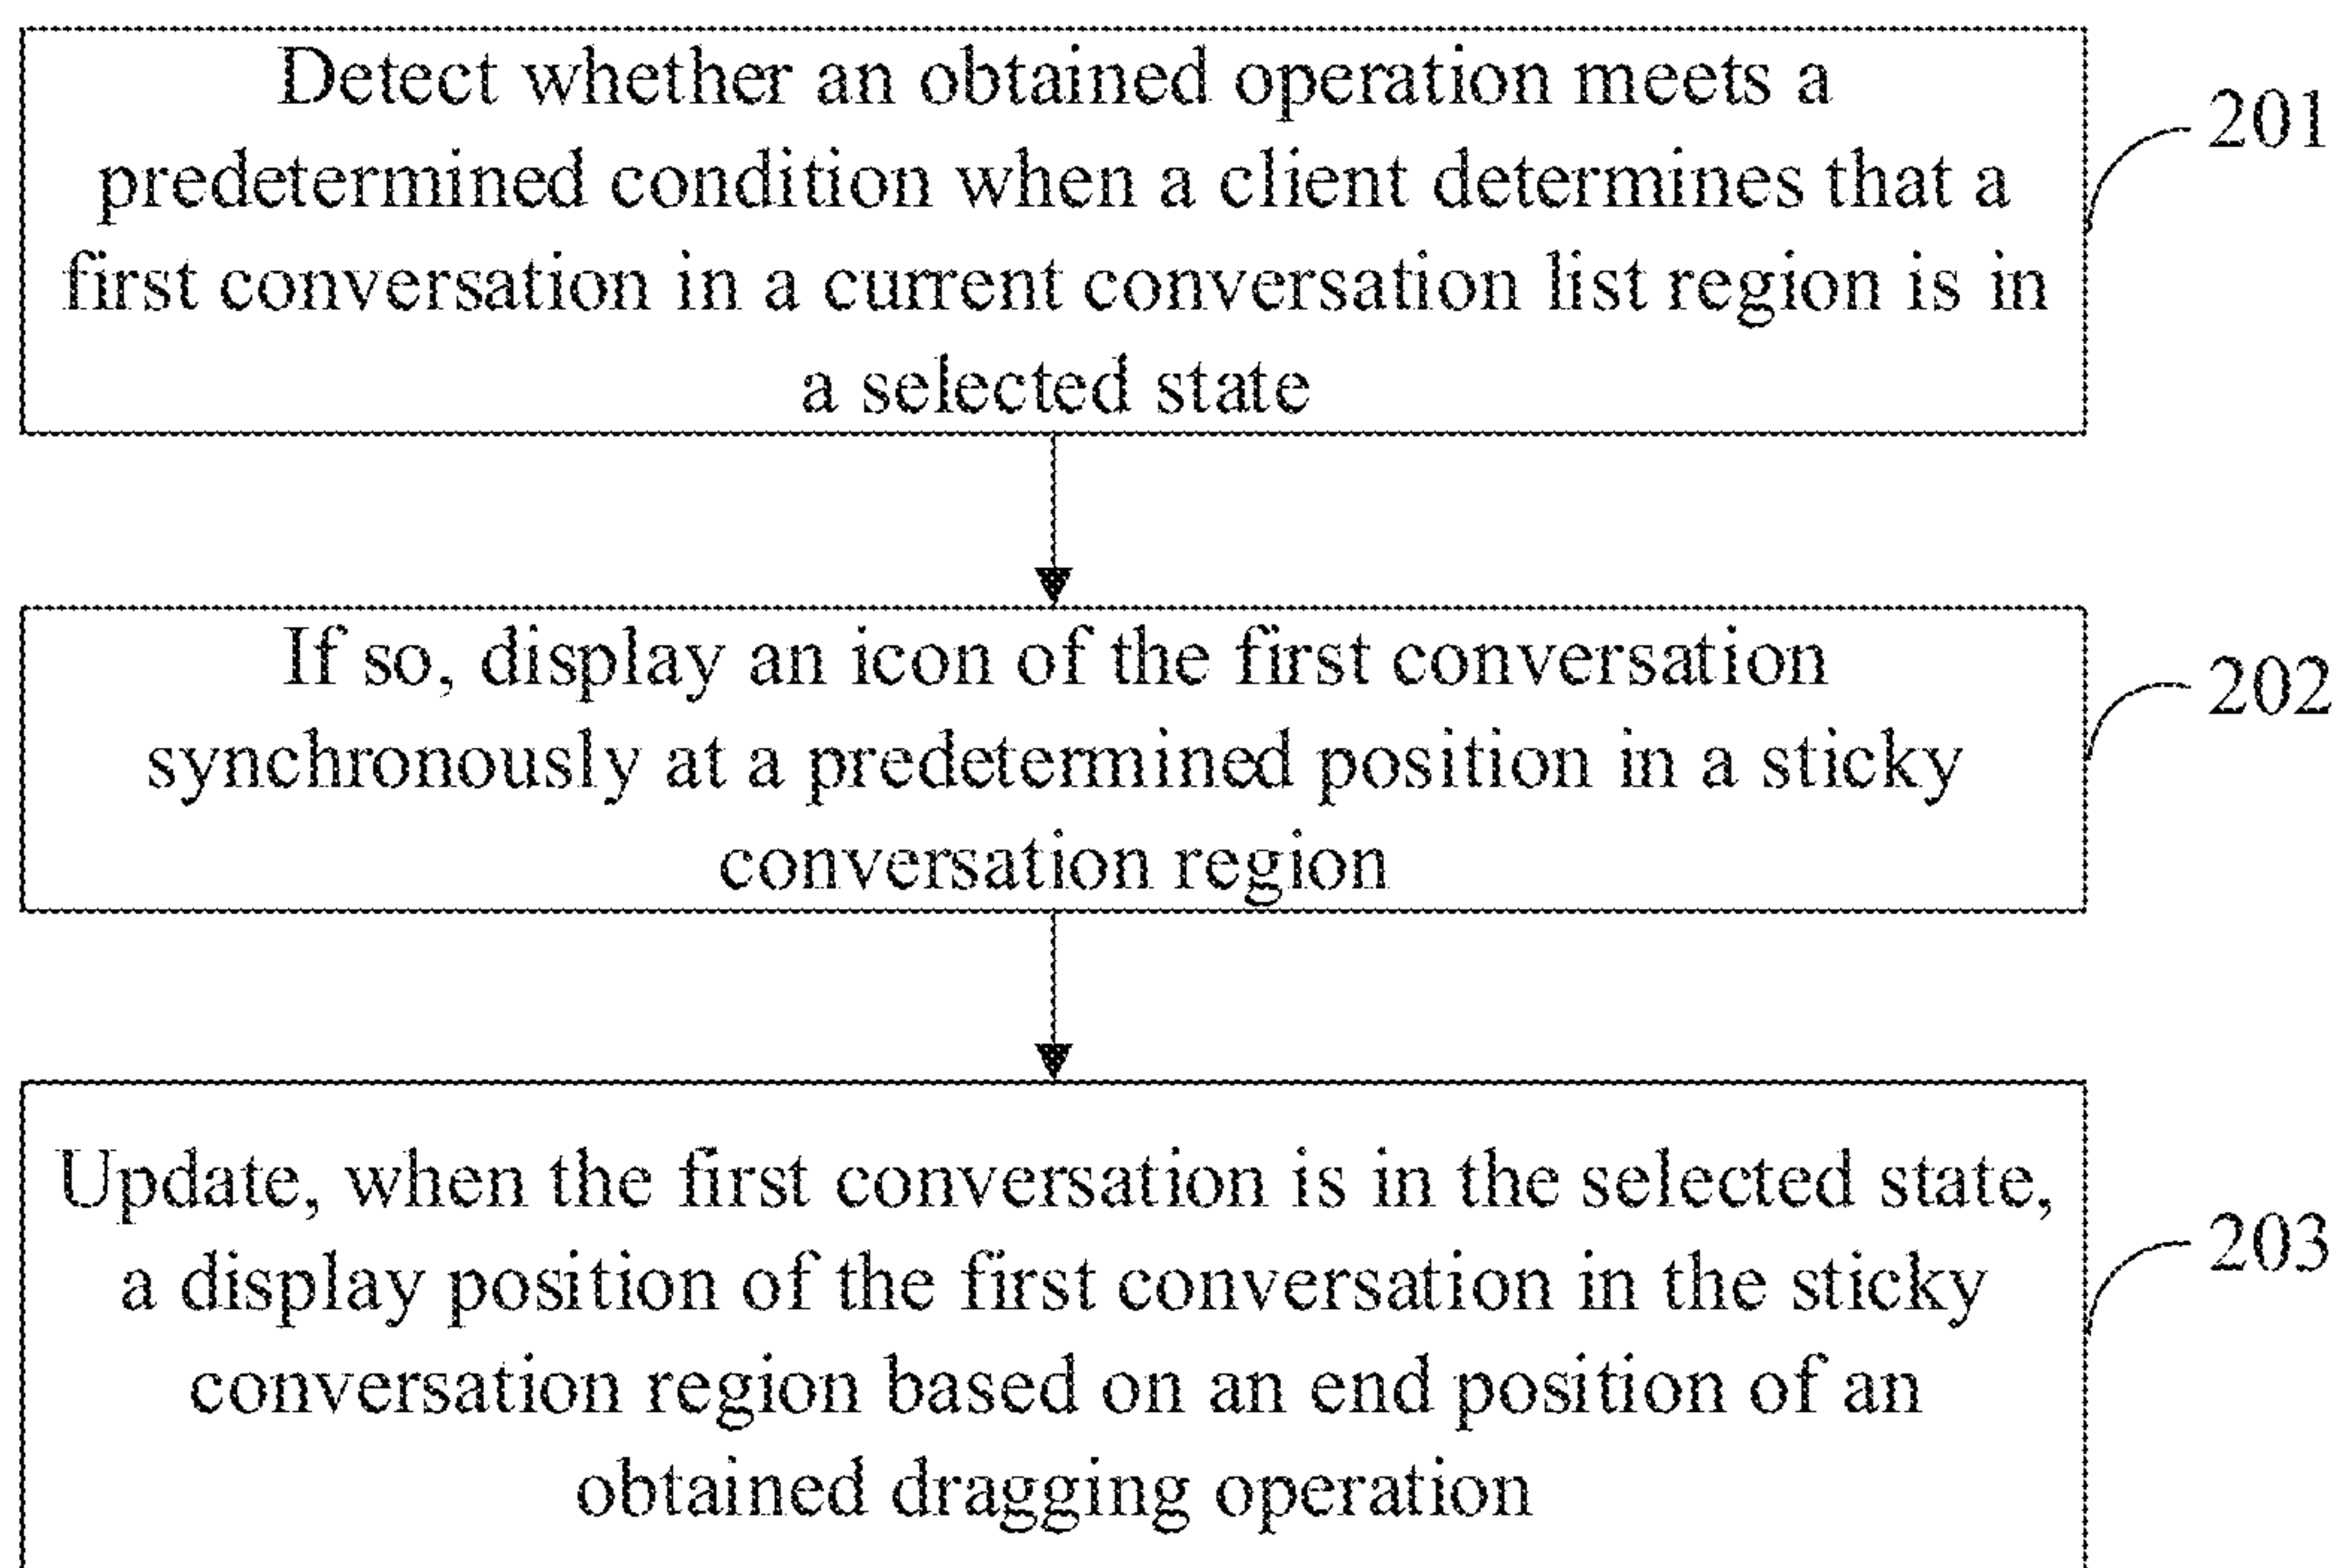 Detect whether an obtained operation meets a
predetermined condition when a client determines that a
first conversation in a current conversation list region is in
a selected state
201
If so, display an icon of the first conversation
synchronously at a predetermined position in a sticky
conversation region
202
Update, when the first conversation is in the selected state,
a display position of the first conversation in the sticky
conversation region based on an end position of an
obtained dragging operation
203